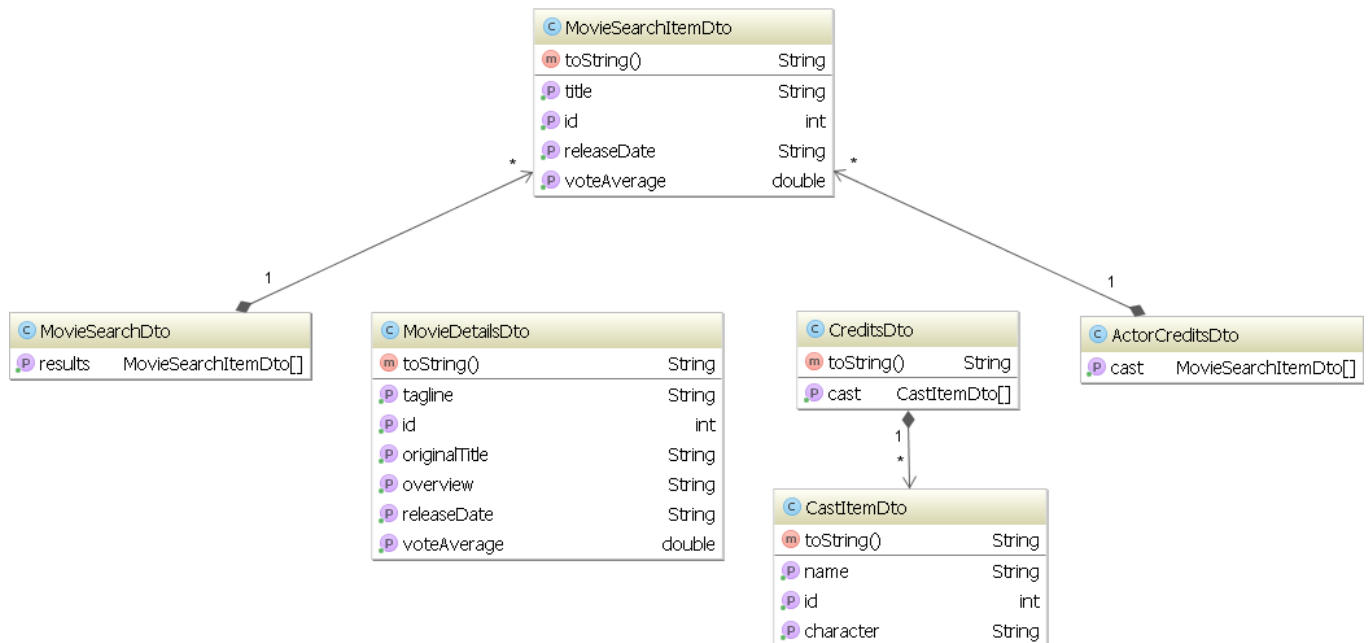 MovieSearchItemDto
toString() String
title String
id int
releaseDate String
voteAverage double
*
*
1
1
MovieSearchDto
results MovieSearchItemDto[]
MovieDetailsDto
toString() String
tagline String
id int
originalTitle String
overview String
releaseDate String
voteAverage double
CreditsDto
toString() String
cast CastItemDto[]
ActorCreditsDto
cast MovieSearchItemDto[]
1
*
CastItemDto
toString() String
name String
id int
character String